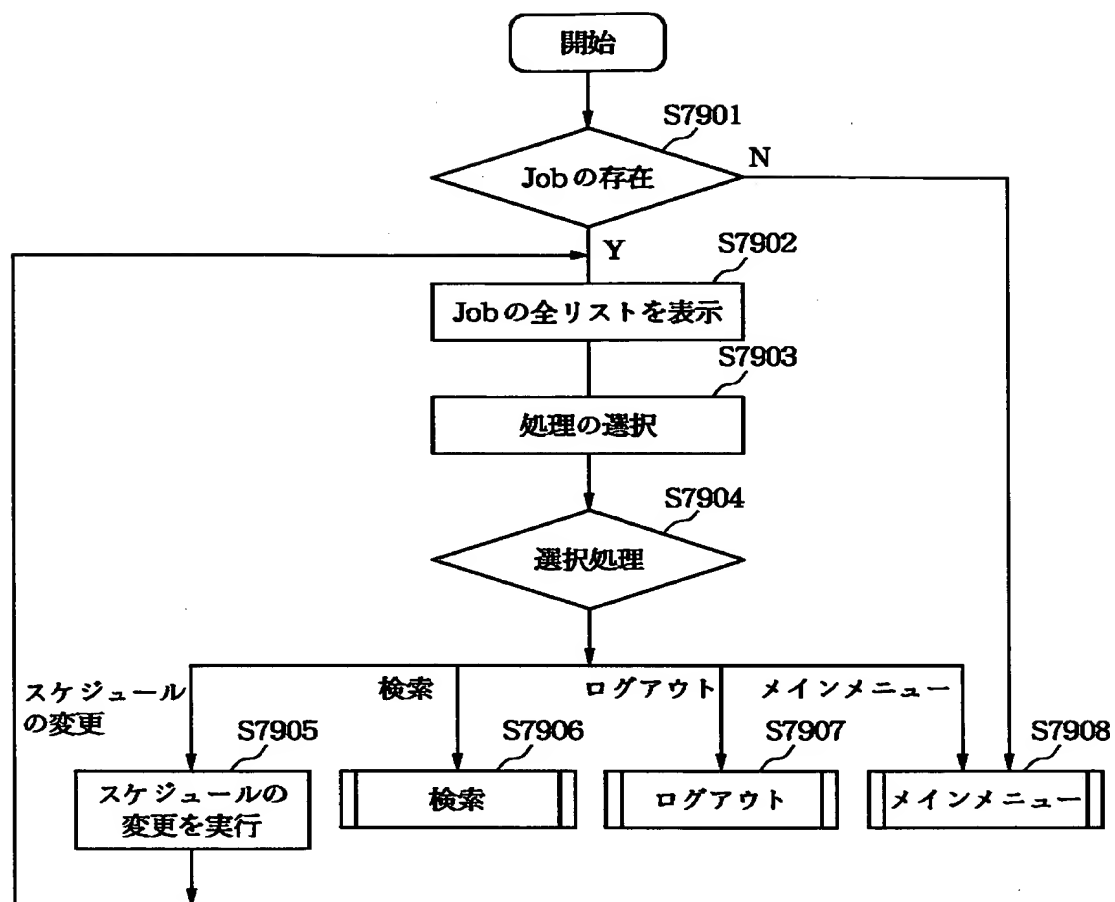 開始
S7901
Jobの存在
N
Y
S7902
Jobの全リストを表示
S7903
処理の選択
S7904
選択処理
スケジュール
の変更
検索
ログアウト
メインメニュー
S7905
スケジュールの
変更を実行
S7906
検索
S7907
ログアウト
S7908
メインメニュー